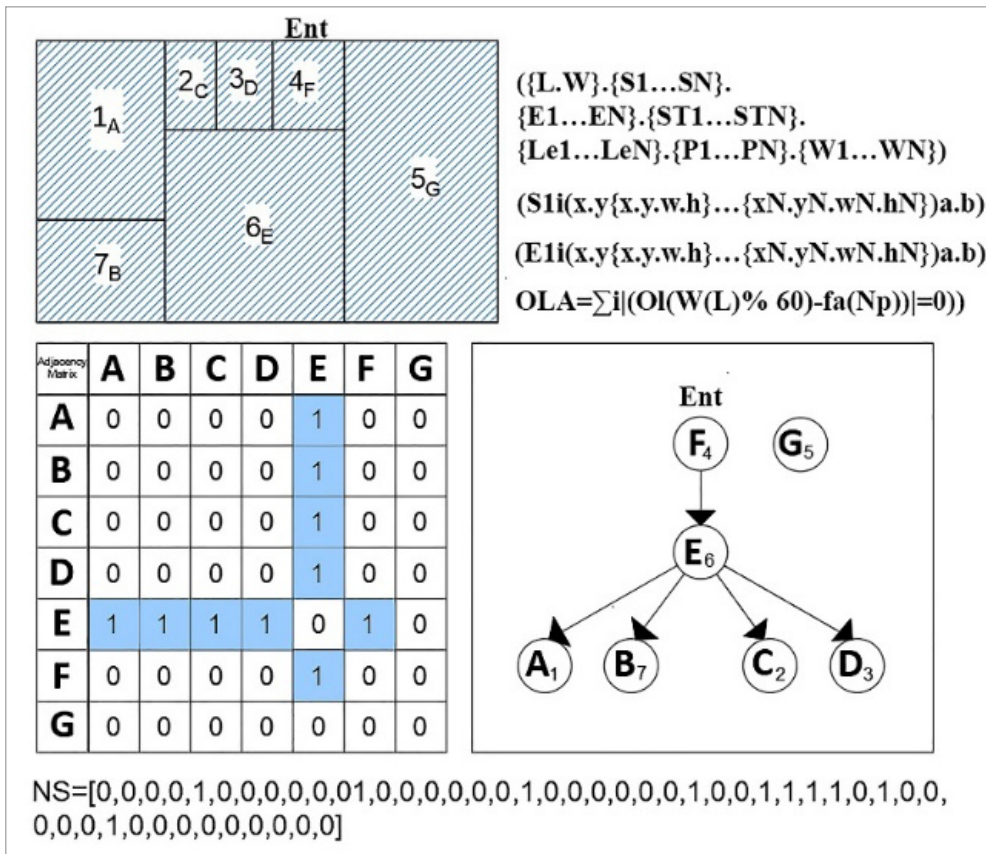 Ent
1A 2C 3D 4F
5G
6E
7B
({L.W}.{S1...SN}.
{E1...EN}.{ST1...STN}.
{Le1...LeN}.{P1...PN}.{W1...WN})
(S1i(x.y{x.y.w.h}...{xN.yN.wN.hN})a.b)
(E1i(x.y{x.y.w.h}...{xN.yN.wN.hN})a.b)
OLA=∑i|(Ol(W(L)% 60)-fa(Np))|=0))
Adjacency
Matrix A B C D E F G
A 0 0 0 0 1 0 0
B 0 0 0 0 1 0 0
C 0 0 0 0 1 0 0
D 0 0 0 0 1 0 0
E 1 1 1 1 0 1 0
F 0 0 0 0 1 0 0
G 0 0 0 0 0 0 0
Ent
F4 G5
E6
A1 B7 C2 D3
NS=[0,0,0,0,1,0,0,0,0,0,01,0,0,0,0,0,0,1,0,0,0,0,0,0,1,0,0,1,1,1,1,0,1,0,0,
0,0,0,1,0,0,0,0,0,0,0,0,0]